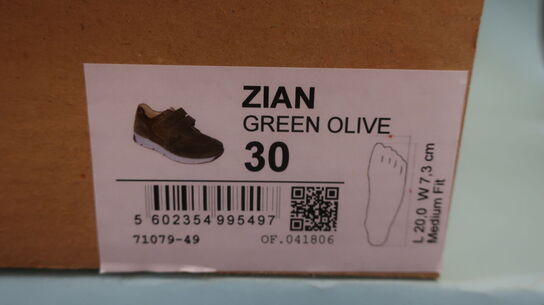 ZIAN
GREEN OLIVE
30
5 602354 995497
71079-49
OF.041806
L 20,0 W 7,3 cm
Medium Fit